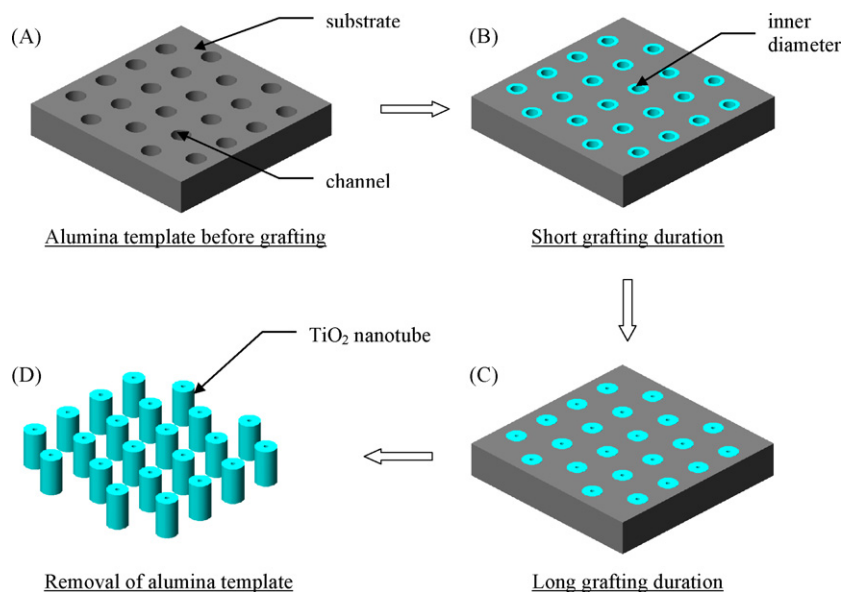 (A)
substrate
channel
Alumina template before grafting
(B)
inner
diameter
Short grafting duration
(D)
TiO₂ nanotube
Removal of alumina template
(C)
Long grafting duration